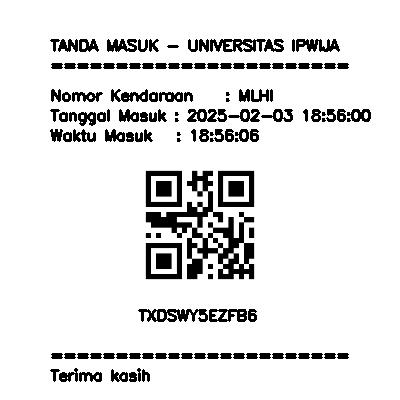 TANDA MASUK - UNIVERSITAS IPWIJA
=======================
Nomor Kendaraan : MLHI
Tanggal Masuk : 2025-02-03 18:56:00
Waktu Masuk : 18:56:06
TXDSWY5EZFB6
=======================
Terima kasih